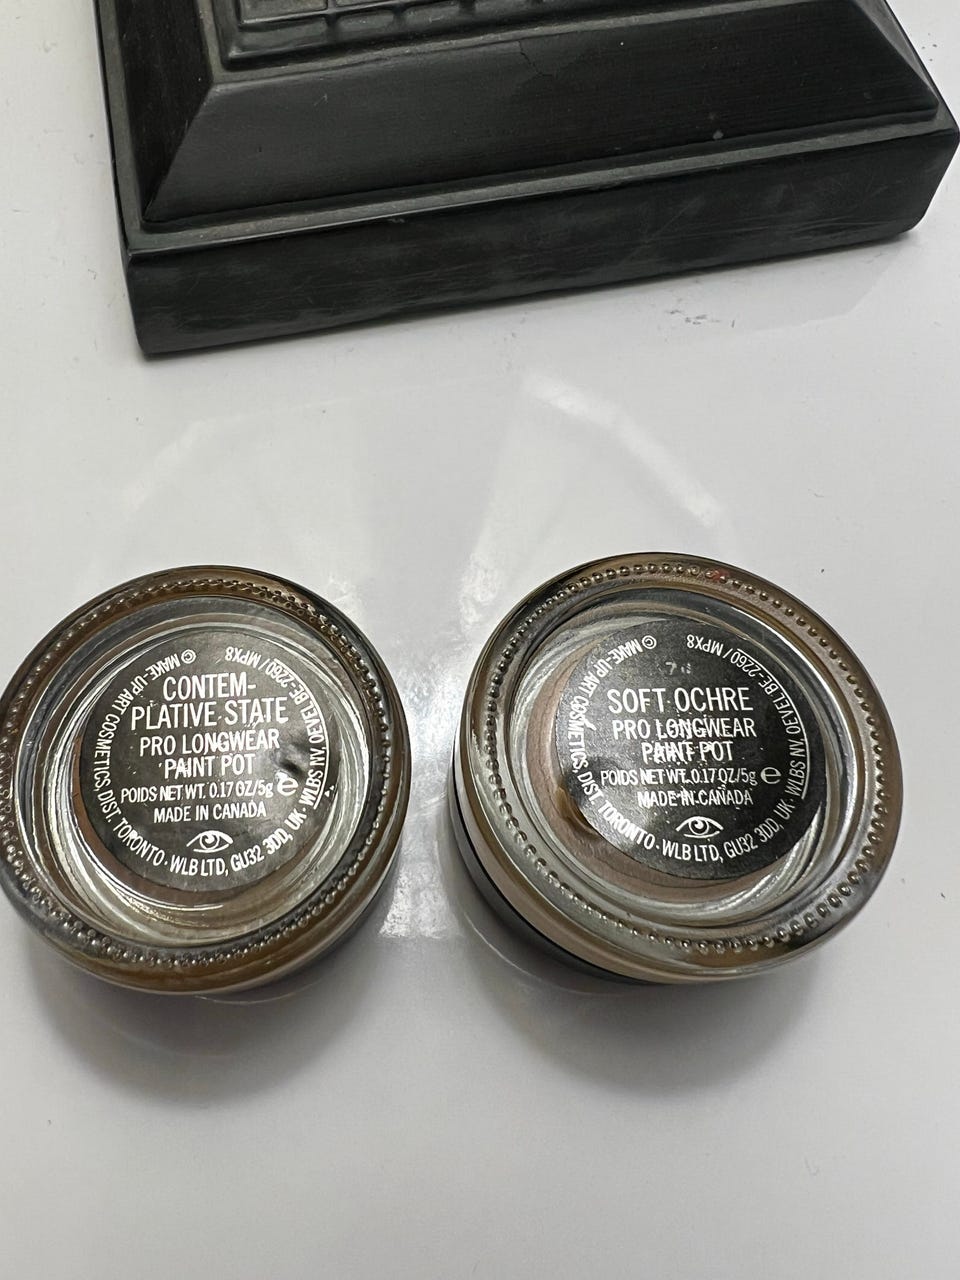 CONTEM-
PLATIVE STATE
PRO LONGWEAR
PAINT POT
POIDS NET WT. 0.17 OZ/5g e
MADE IN CANADA
© MAKE-UP ART COSMETICS, DIST. TORONTO · WLB LTD, GU32 3DD, UK · WLTM, AN OEVEL BE-2260 / MPX8
SOFT OCHRE
PRO LONGWEAR
PAINT POT
POIDS NET WT. 0.17 OZ/5g e
MADE IN CANADA
© MAKE-UP ART COSMETICS, DIST. TORONTO · WLB LTD, GU32 3DD, UK · WLBS NV, OEVEL BE-2260 / MPX8